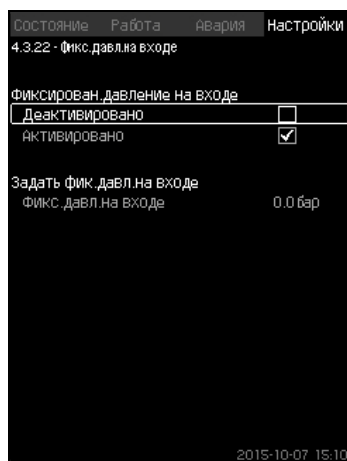 Состояние Работа Авария Настройки
4.3.22 - Фикс.давл.на входе
Фиксирован.давление на входе
Деактивировано
Активировано
Задать фик.давл.на входе
Фикс.давл.на входе 0.0 бар
2015-10-07 15:10